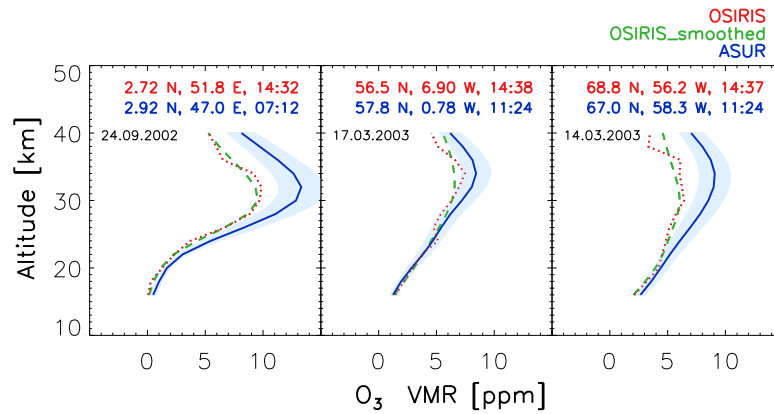 OSIRIS
OSIRIS_smoothed
ASUR
50
40
30
20
10
Altitude [km]
2.72 N, 51.8 E, 14:32
2.92 N, 47.0 E, 07:12
24.09.2002
56.5 N, 6.90 W, 14:38
57.8 N, 0.78 W, 11:24
17.03.2003
68.8 N, 56.2 W, 14:37
67.0 N, 58.3 W, 11:24
14.03.2003
0 5 10 0 5 10 0 5 10
O₃ VMR [ppm]